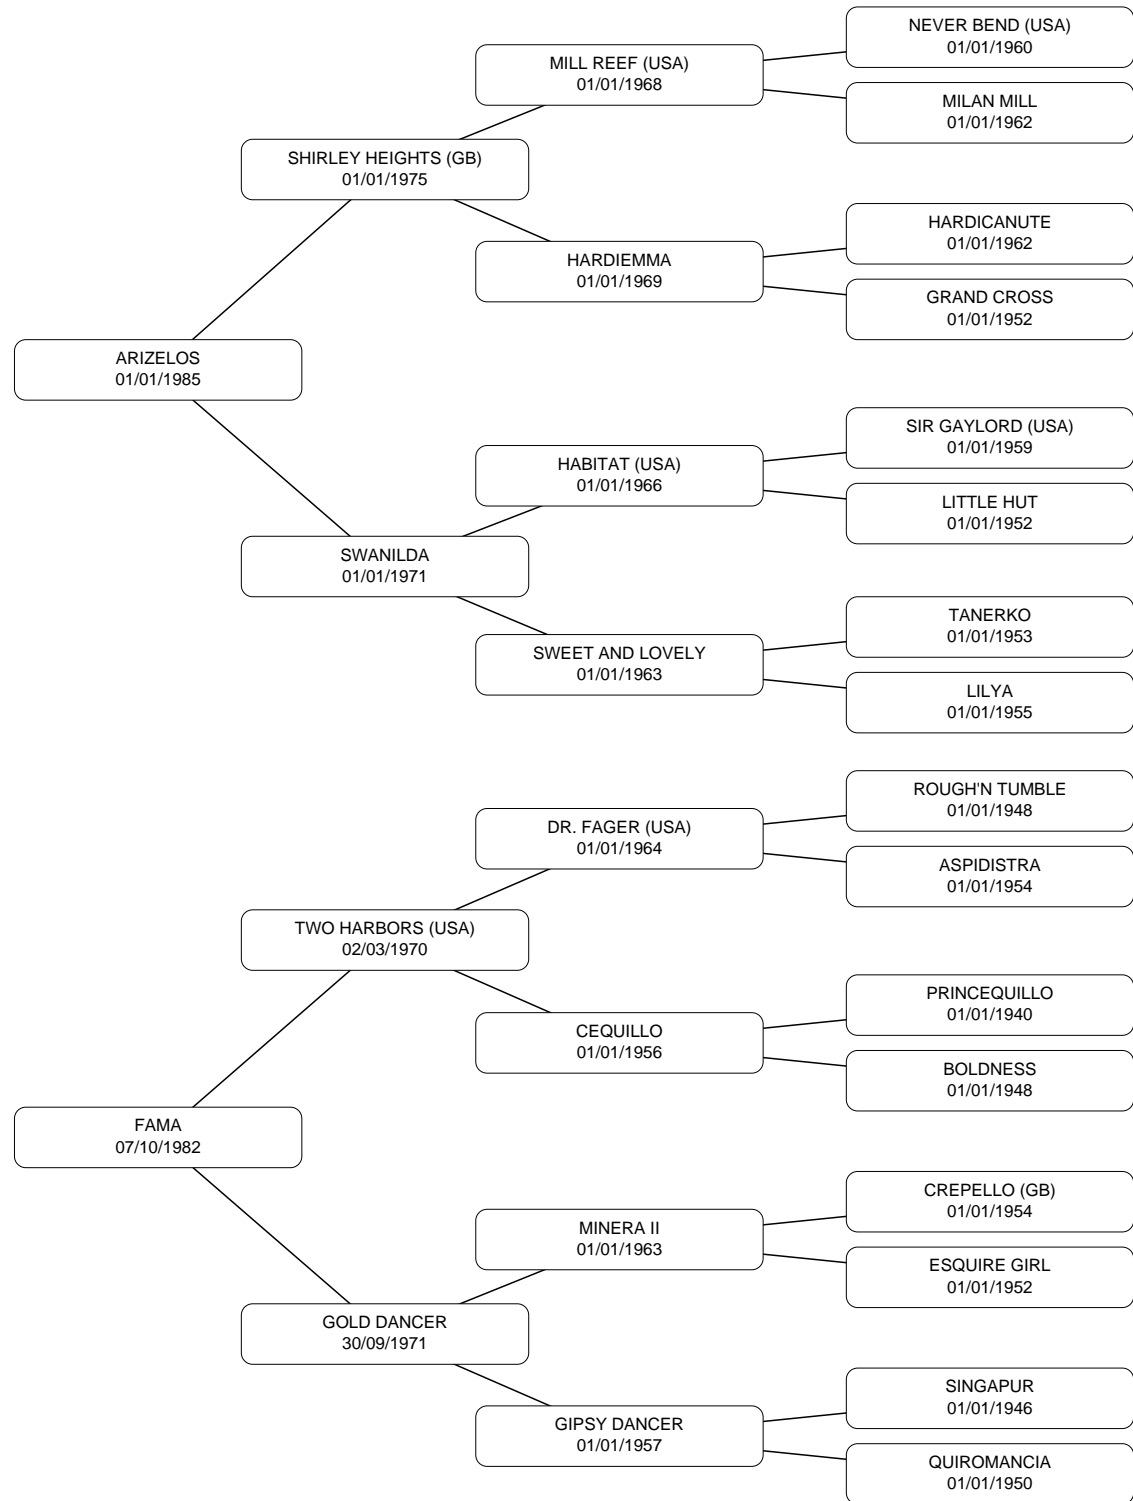 NEVER BEND (USA)
01/01/1960
MILL REEF (USA)
01/01/1968
MILAN MILL
01/01/1962
SHIRLEY HEIGHTS (GB)
01/01/1975
HARDICANUTE
01/01/1962
HARDIEMMA
01/01/1969
GRAND CROSS
01/01/1952
ARIZELOS
01/01/1985
SIR GAYLORD (USA)
01/01/1959
HABITAT (USA)
01/01/1966
LITTLE HUT
01/01/1952
SWANILDA
01/01/1971
TANERKO
01/01/1953
SWEET AND LOVELY
01/01/1963
LILYA
01/01/1955
ROUGH'N TUMBLE
01/01/1948
DR. FAGER (USA)
01/01/1964
ASPIDISTRA
01/01/1954
TWO HARBORS (USA)
02/03/1970
PRINCEQUILLO
01/01/1940
CEQUILLO
01/01/1956
BOLDNESS
01/01/1948
FAMA
07/10/1982
CREPELLO (GB)
01/01/1954
MINERA II
01/01/1963
ESQUIRE GIRL
01/01/1952
GOLD DANCER
30/09/1971
SINGAPUR
01/01/1946
GIPSY DANCER
01/01/1957
QUIROMANCIA
01/01/1950